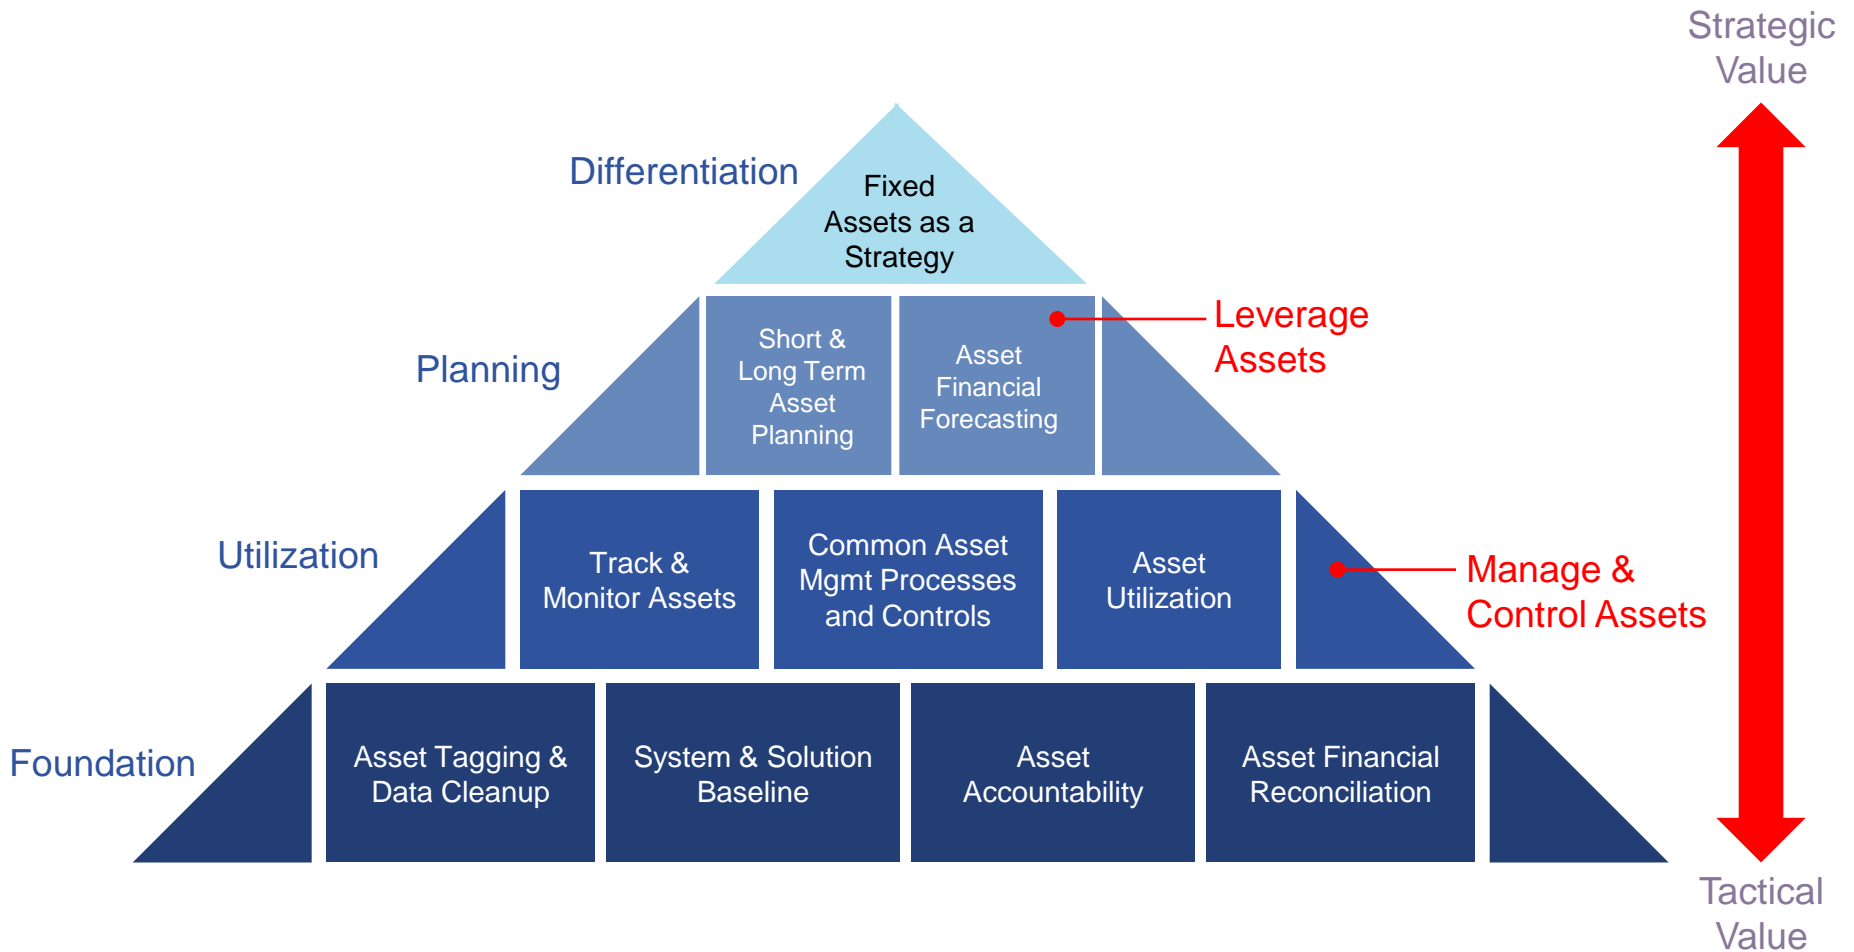 Strategic
Value
Differentiation
Fixed
Assets as a
Strategy
Planning
Short &
Long Term
Asset
Planning
Asset
Financial
Forecasting
Leverage
Assets
Utilization
Track &
Monitor Assets
Common Asset
Mgmt Processes
and Controls
Asset
Utilization
Manage &
Control Assets
Foundation
Asset Tagging &
Data Cleanup
System & Solution
Baseline
Asset
Accountability
Asset Financial
Reconciliation
Tactical
Value